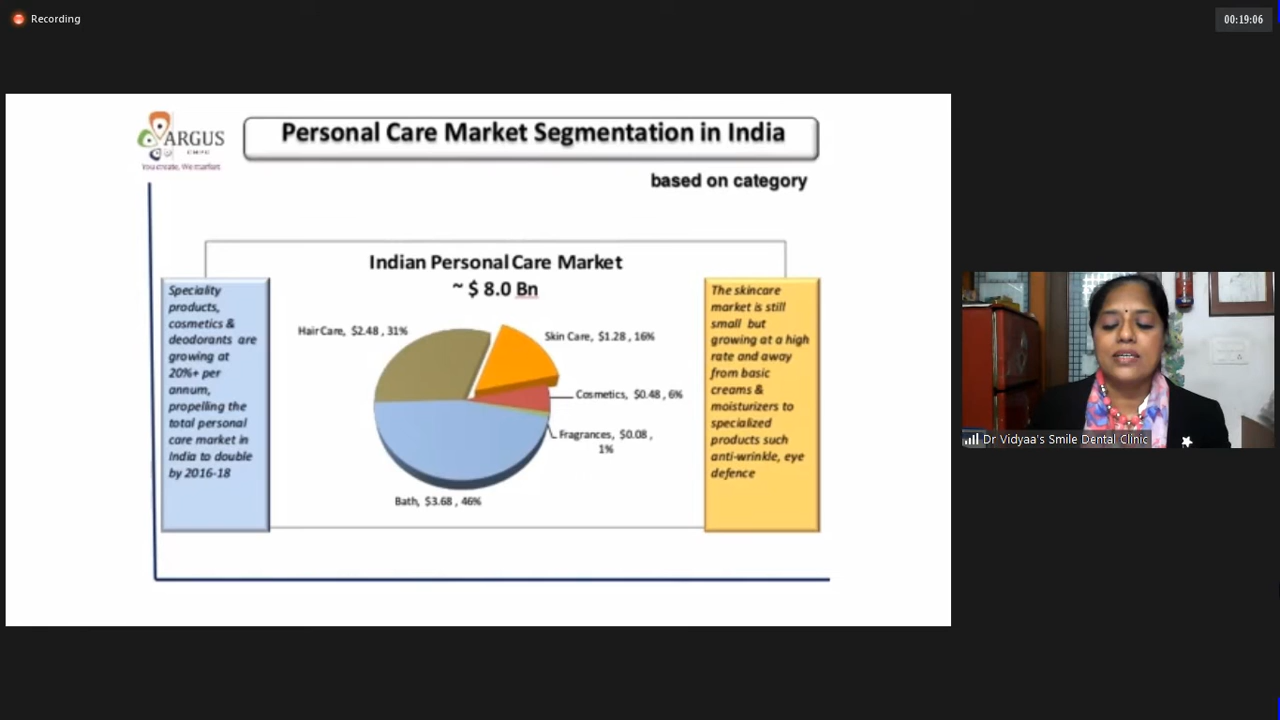 Recording
00:19:06
ARGUS
You create. We market.
Personal Care Market Segmentation in India
based on category
Indian Personal Care Market
~ $ 8.0 Bn
Speciality
products,
cosmetics &
deodorants are
growing at
20%+ per
annum,
propelling the
total personal
care market in
India to double
by 2016-18
Hair Care, $2.48 , 31%
Skin Care, $1.28 , 16%
Cosmetics, $0.48 , 6%
Fragrances, $0.08 ,
1%
Bath, $3.68 , 46%
The skincare
market is still
small but
growing at a high
rate and away
from basic
creams &
moisturizers to
specialized
products such
anti-wrinkle, eye
defence
Dr Vidyaa's Smile Dental Clinic